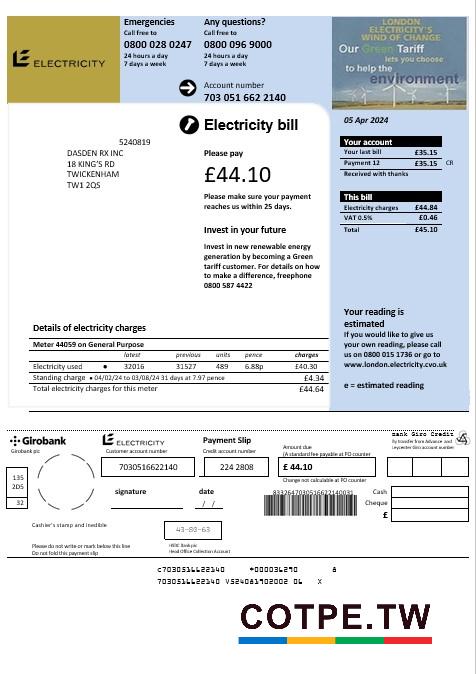 ELECTRICITY
Emergencies
Call free to
0800 028 0247
24 hours a day
7 days a week
Any questions?
Call free to
0800 096 9000
24 hours a day
7 days a week
Account number
703 051 662 2140
LONDON
ELECTRICITY'S
WIND OF CHANGE
Our Green Tariff
lets you choose
to help the
environment
05 Apr 2024
Electricity bill
5240819
DASDEN RX INC
18 KING'S RD
TWICKENHAM
TW1 2QS
Please pay
£44.10
Please make sure your payment
reaches us within 25 days.
Invest in your future
Invest in new renewable energy
generation by becoming a Green
tariff customer. For details on how
to make a difference, freephone
0800 587 4422
Your account
Your last bill £35.15
Payment 12 £35.15 CR
Received with thanks
This bill
Electricity charges £44.84
VAT 0.5% £0.46
Total £45.10
Your reading is
estimated
If you would like to give us
your own reading, please call
us on 0800 015 1736 or go to
www.london.electricity.cvo.uk
e = estimated reading
Details of electricity charges
Meter 44059 on General Purpose
latest previous units pence charges
Electricity used • 32016 31527 489 6.88p £40.30
Standing charge • 04/02/24 to 03/08/24 31 days at 7.97 pence £4.34
Total electricity charges for this meter £44.64
Girobank
Girobank plc
ELECTRICITY
Customer account number
7030516622140
Payment Slip
Credit account number
224 2808
Amount due
(A standard fee payable at PO counter
£ 44.10
Change not calculable at PO counter
Bank Giro Credit
By transfer from Advance and
Leycenter Giro account number
135
2D5
32
signature
date
/ /
8332647030516622140031
Cash
Cheque
£
Cashier's stamp and Inedible
43-80-63
HSBC Bank plc
Head Office Collection Account
Please do not write or mark below this line
Do not fold this payment slip
c7030516622140 *000036290 8
7030516622140 V524081902002 06 X
COTPE.TW